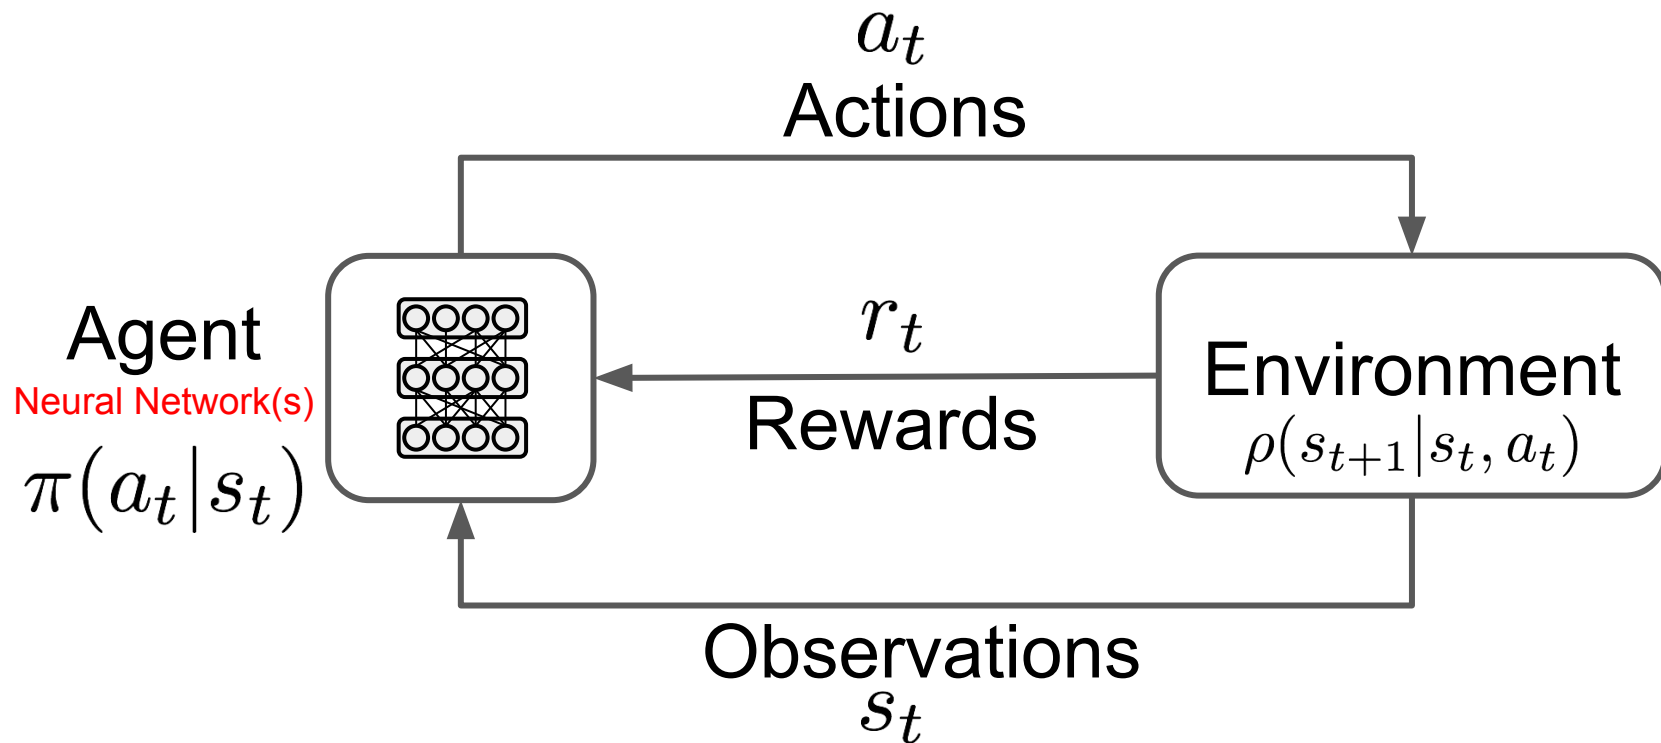 a_t
Actions
Agent
Neural Network(s)
π(a_t|s_t)
r_t
Rewards
Environment
ρ(s_{t+1}|s_t, a_t)
Observations
s_t